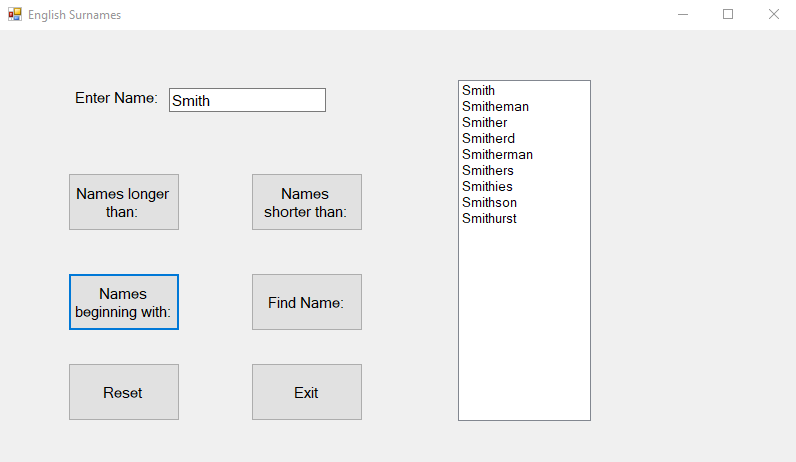 English Surnames
Enter Name:
Smith
Names longer
than:
Names
shorter than:
Names
beginning with:
Find Name:
Reset
Exit
Smith
Smitheman
Smither
Smitherd
Smitherman
Smithers
Smithies
Smithson
Smithurst